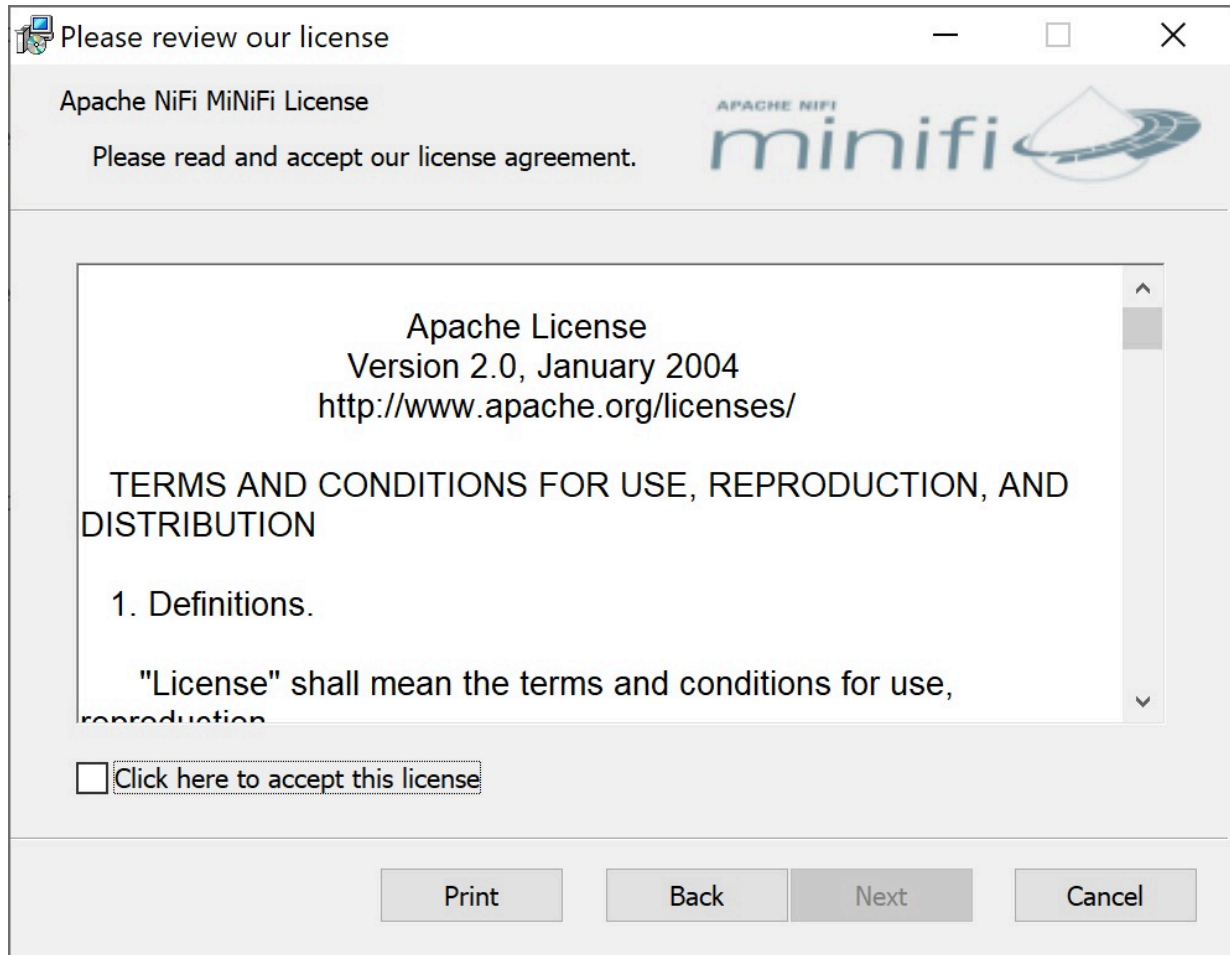 Please review our license
Apache NiFi MiNiFi License
APACHE NIFI
minifi
Please read and accept our license agreement.
Apache License
Version 2.0, January 2004
http://www.apache.org/licenses/
TERMS AND CONDITIONS FOR USE, REPRODUCTION, AND
DISTRIBUTION
1. Definitions.
"License" shall mean the terms and conditions for use,
reproduction
Click here to accept this license
Print
Back
Next
Cancel